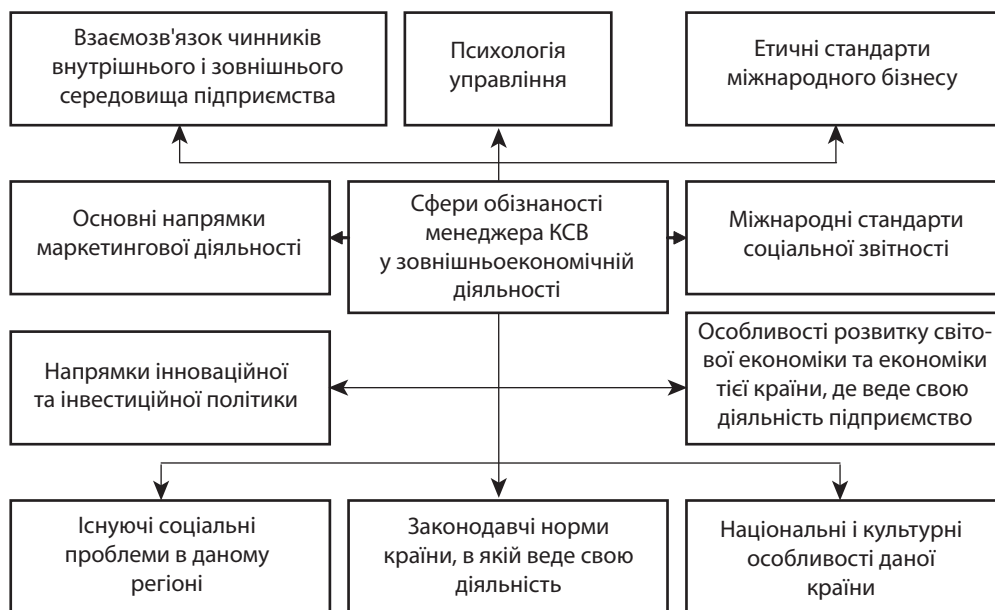 Взаємозв'язок чинників
внутрішнього і зовнішнього
середовища підприємства
Психологія
управління
Етичні стандарти
міжнародного бізнесу
Основні напрямки
маркетингової діяльності
Сфери обізнаності
менеджера КСВ
у зовнішньоекономічній
діяльності
Міжнародні стандарти
соціальної звітності
Напрямки інноваційної
та інвестиційної політики
Особливості розвитку світо-
вої економіки та економіки
тієї країни, де веде свою
діяльність підприємство
Існуючі соціальні
проблеми в даному
регіоні
Законодавчі норми
країни, в якій веде свою
діяльність
Національні і культурні
особливості даної
країни